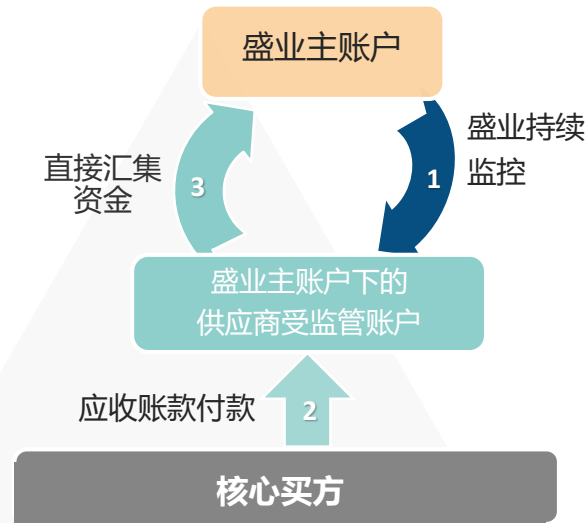 盛业主账户
盛业持续
监控
1
直接汇集
资金
3
盛业主账户下的
供应商受监管账户
应收账款付款
2
核心买方